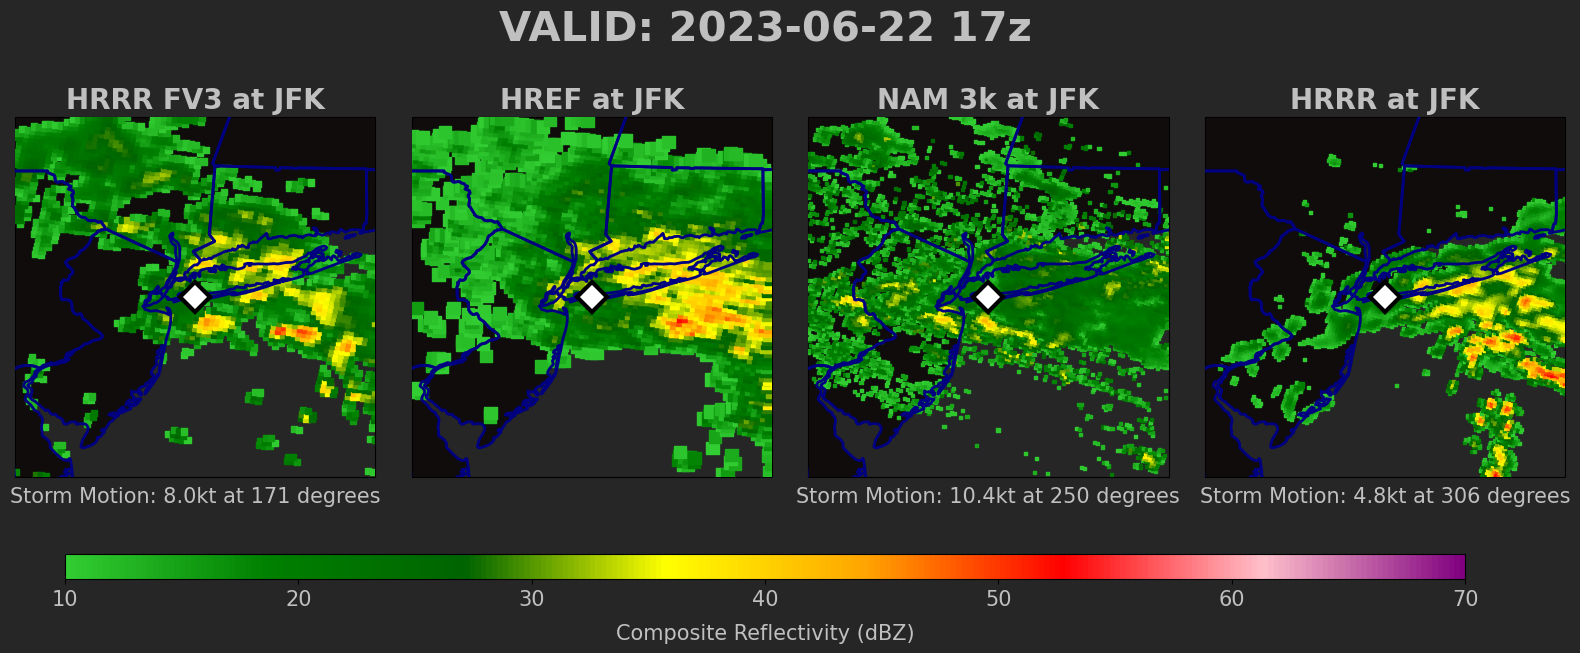 VALID: 2023-06-22 17z
HRRR FV3 at JFK
HREF at JFK
NAM 3k at JFK
HRRR at JFK
Storm Motion: 8.0kt at 171 degrees
Storm Motion: 10.4kt at 250 degrees
Storm Motion: 4.8kt at 306 degrees
10 20 30 40 50 60 70
Composite Reflectivity (dBZ)